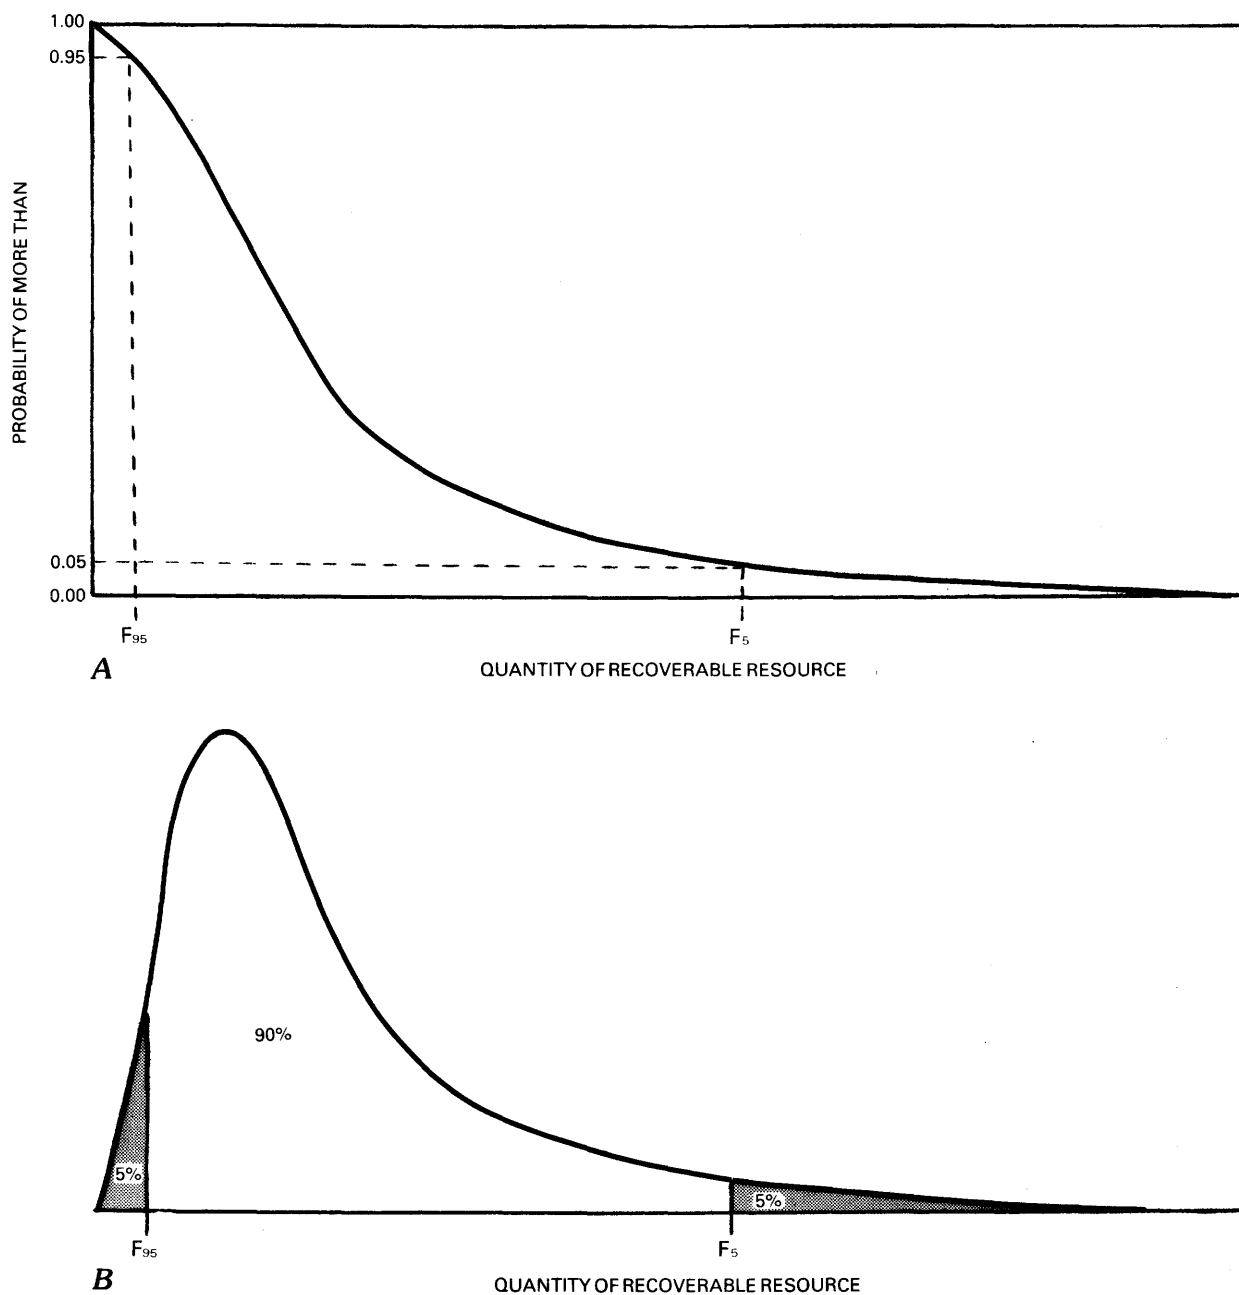 1.00
0.95
PROBABILITY OF MORE THAN
0.05
0.00
F95
F5
A
QUANTITY OF RECOVERABLE RESOURCE
90%
5%
5%
F95
F5
B
QUANTITY OF RECOVERABLE RESOURCE